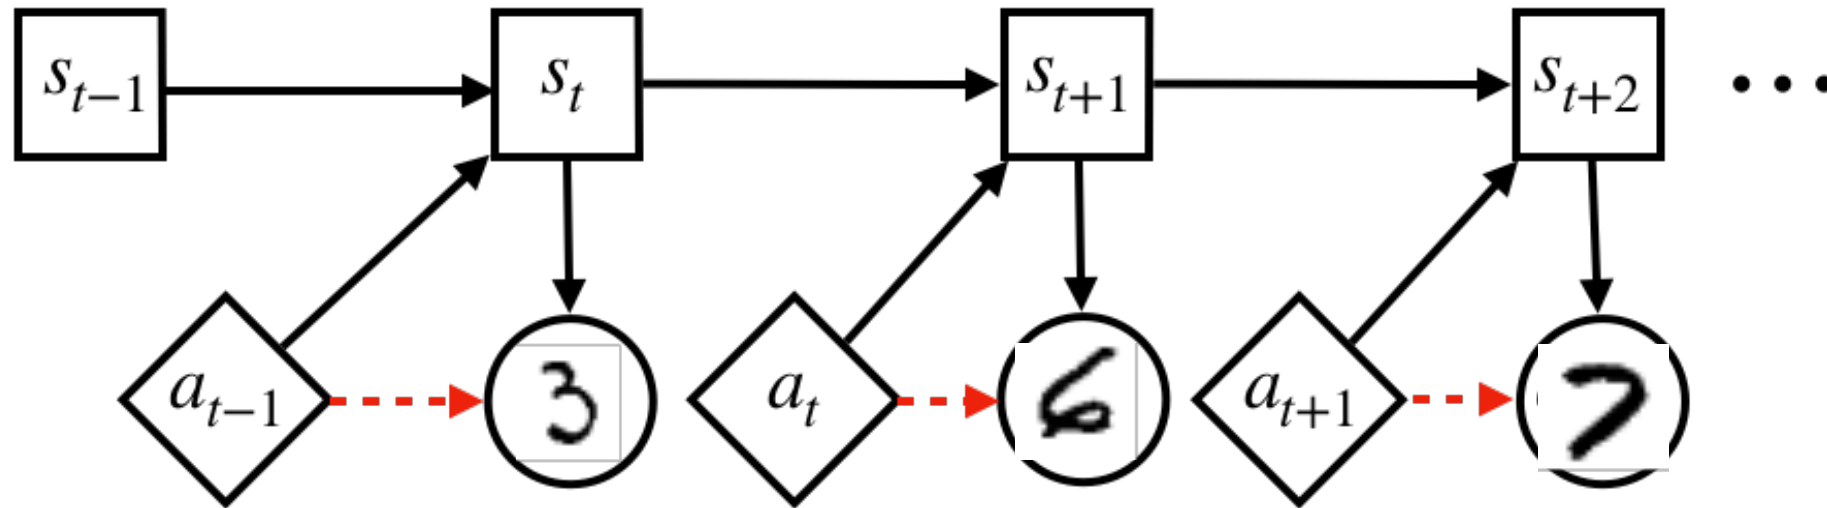 s_{t−1} s_t s_{t+1} s_{t+2} ...
a_{t−1} 3 a_t 6 a_{t+1} 7